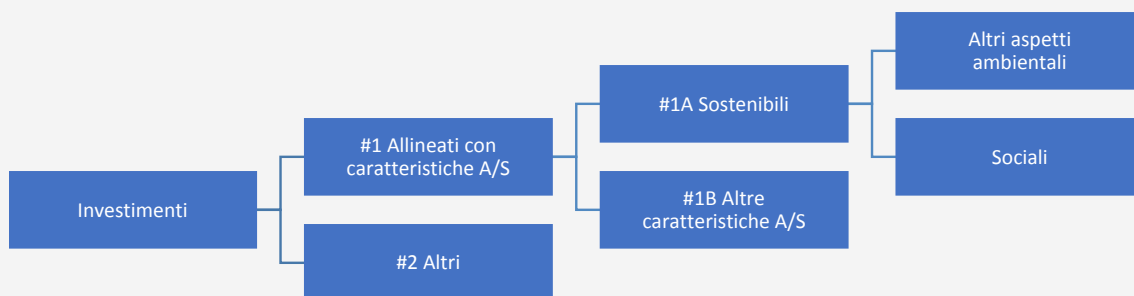 Investimenti
#1 Allineati con
caratteristiche A/S
#2 Altri
#1A Sostenibili
#1B Altre
caratteristiche A/S
Altri aspetti
ambientali
Sociali